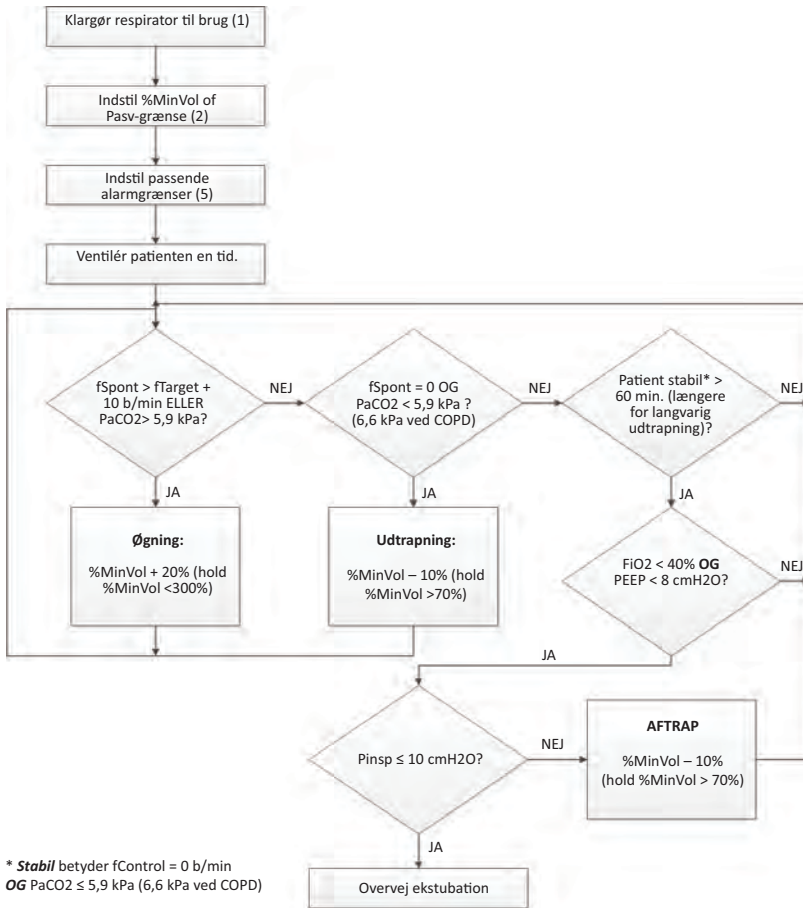 Klargør respirator til brug (1)
Indstil %MinVol of
Pasv-grænse (2)
Indstil passende
alarmgrænser (5)
Ventilér patienten en tid.
fSpont > fTarget +
10 b/min ELLER
PaCO2> 5,9 kPa?
NEJ
fSpont = 0 OG
PaCO2 < 5,9 kPa ?
(6,6 kPa ved COPD)
NEJ
Patient stabil* >
60 min. (længere
for langvarig
udtrapning)?
NEJ
JA
JA
JA
Øgning:
%MinVol + 20% (hold
%MinVol <300%)
Udtrapning:
%MinVol – 10% (hold
%MinVol >70%)
FiO2 < 40% OG
PEEP < 8 cmH2O?
NEJ
JA
Pinsp ≤ 10 cmH2O?
NEJ
AFTRAP
%MinVol – 10%
(hold %MinVol > 70%)
JA
Overvej ekstubation
* Stabil betyder fControl = 0 b/min
OG PaCO2 ≤ 5,9 kPa (6,6 kPa ved COPD)